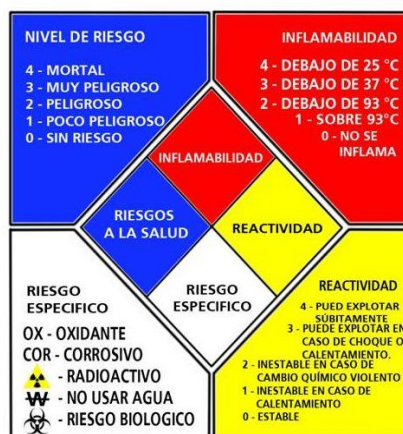 NIVEL DE RIESGO
4 - MORTAL
3 - MUY PELIGROSO
2 - PELIGROSO
1 - POCO PELIGROSO
0 - SIN RIESGO
INFLAMABILIDAD
4 - DEBAJO DE 25 °C
3 - DEBAJO DE 37 °C
2 - DEBAJO DE 93 °C
1 - SOBRE 93°C
0 - NO SE
INFLAMA
INFLAMABILIDAD
RIESGOS
A LA SALUD
REACTIVIDAD
RIESGO
ESPECIFICO
RIESGO
ESPECIFICO
OX - OXIDANTE
COR - CORROSIVO
- RADIOACTIVO
W - NO USAR AGUA
- RIESGO BIOLOGICO
REACTIVIDAD
4 - PUED EXPLOTAR
SÚBITAMENTE
3 - PUEDE EXPLOTAR EN
CASO DE CHOQUE O
CALENTAMIENTO.
2 - INESTABLE EN CASO DE
CAMBIO QUÍMICO VIOLENTO
1 - INESTABLE EN CASO DE
CALENTAMIENTO
0 - ESTABLE